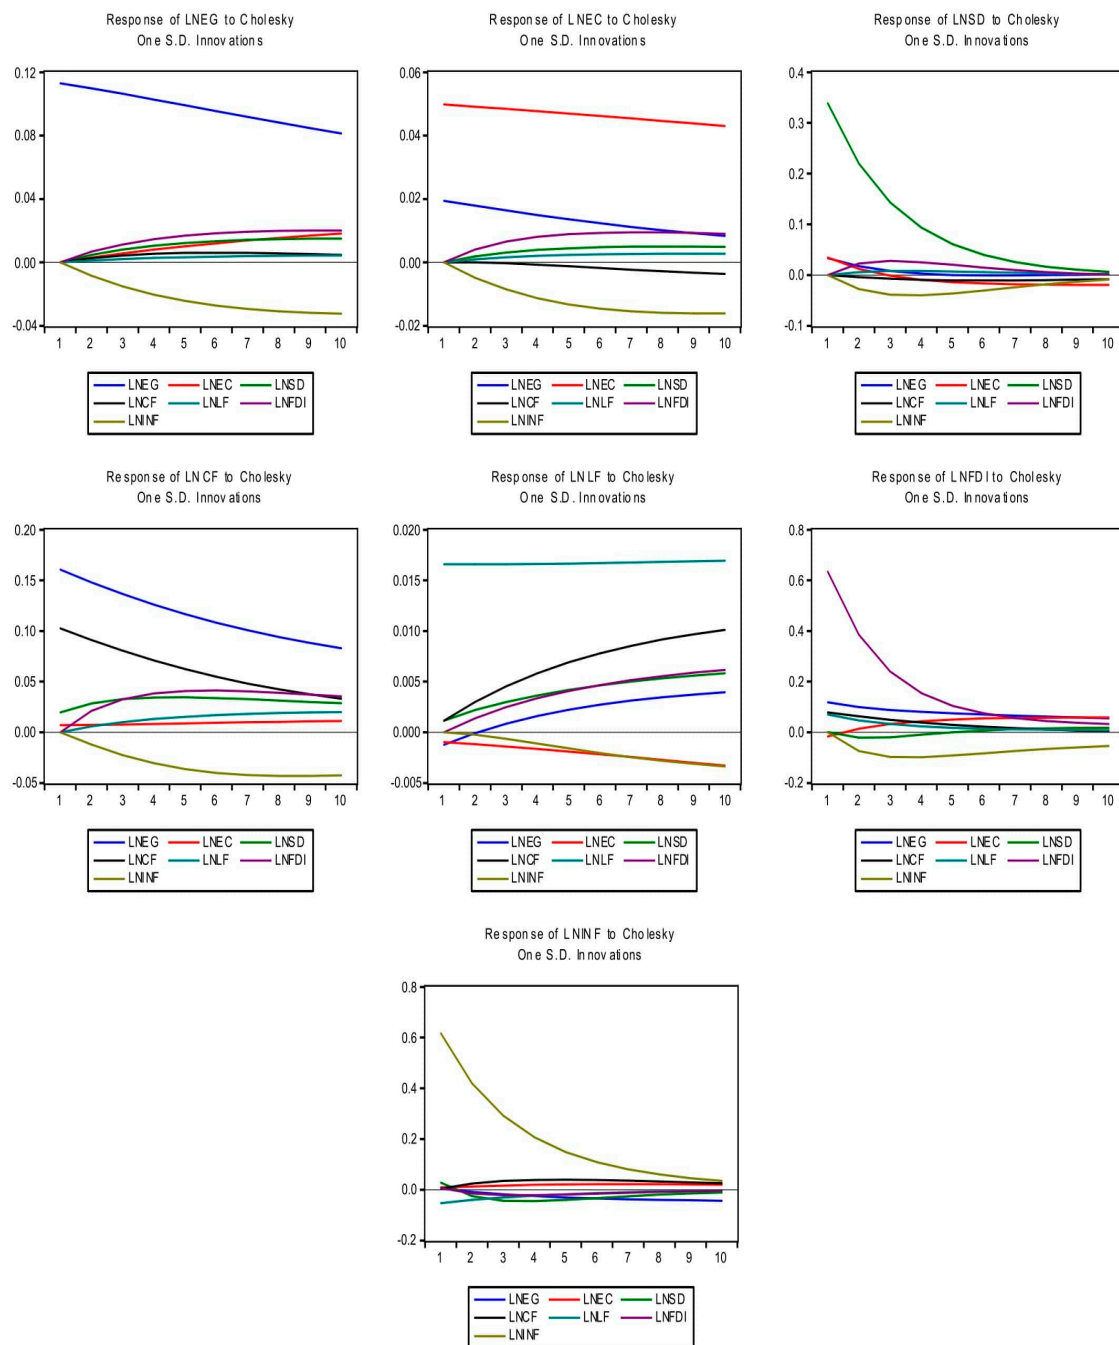 Response of LNEG to Cholesky
One S.D. Innovations
0.12
0.08
0.04
0.00
-0.04
1 2 3 4 5 6 7 8 9 10
LNEG LNEC LNSD
LNCF LNLF LNFDI
LNINF
Response of LNEC to Cholesky
One S.D. Innovations
0.06
0.04
0.02
0.00
-0.02
1 2 3 4 5 6 7 8 9 10
LNEG LNEC LNSD
LNCF LNLF LNFDI
LNINF
Response of LNSD to Cholesky
One S.D. Innovations
0.4
0.3
0.2
0.1
0.0
-0.1
1 2 3 4 5 6 7 8 9 10
LNEG LNEC LNSD
LNCF LNLF LNFDI
LNINF
Response of LNCF to Cholesky
One S.D. Innovations
0.20
0.15
0.10
0.05
0.00
-0.05
1 2 3 4 5 6 7 8 9 10
LNEG LNEC LNSD
LNCF LNLF LNFDI
LNINF
Response of LNLF to Cholesky
One S.D. Innovations
0.020
0.015
0.010
0.005
0.000
-0.005
1 2 3 4 5 6 7 8 9 10
LNEG LNEC LNSD
LNCF LNLF LNFDI
LNINF
Response of LNFDI to Cholesky
One S.D. Innovations
0.8
0.6
0.4
0.2
0.0
-0.2
1 2 3 4 5 6 7 8 9 10
LNEG LNEC LNSD
LNCF LNLF LNFDI
LNINF
Response of LNINF to Cholesky
One S.D. Innovations
0.8
0.6
0.4
0.2
0.0
-0.2
1 2 3 4 5 6 7 8 9 10
LNEG LNEC LNSD
LNCF LNLF LNFDI
LNINF